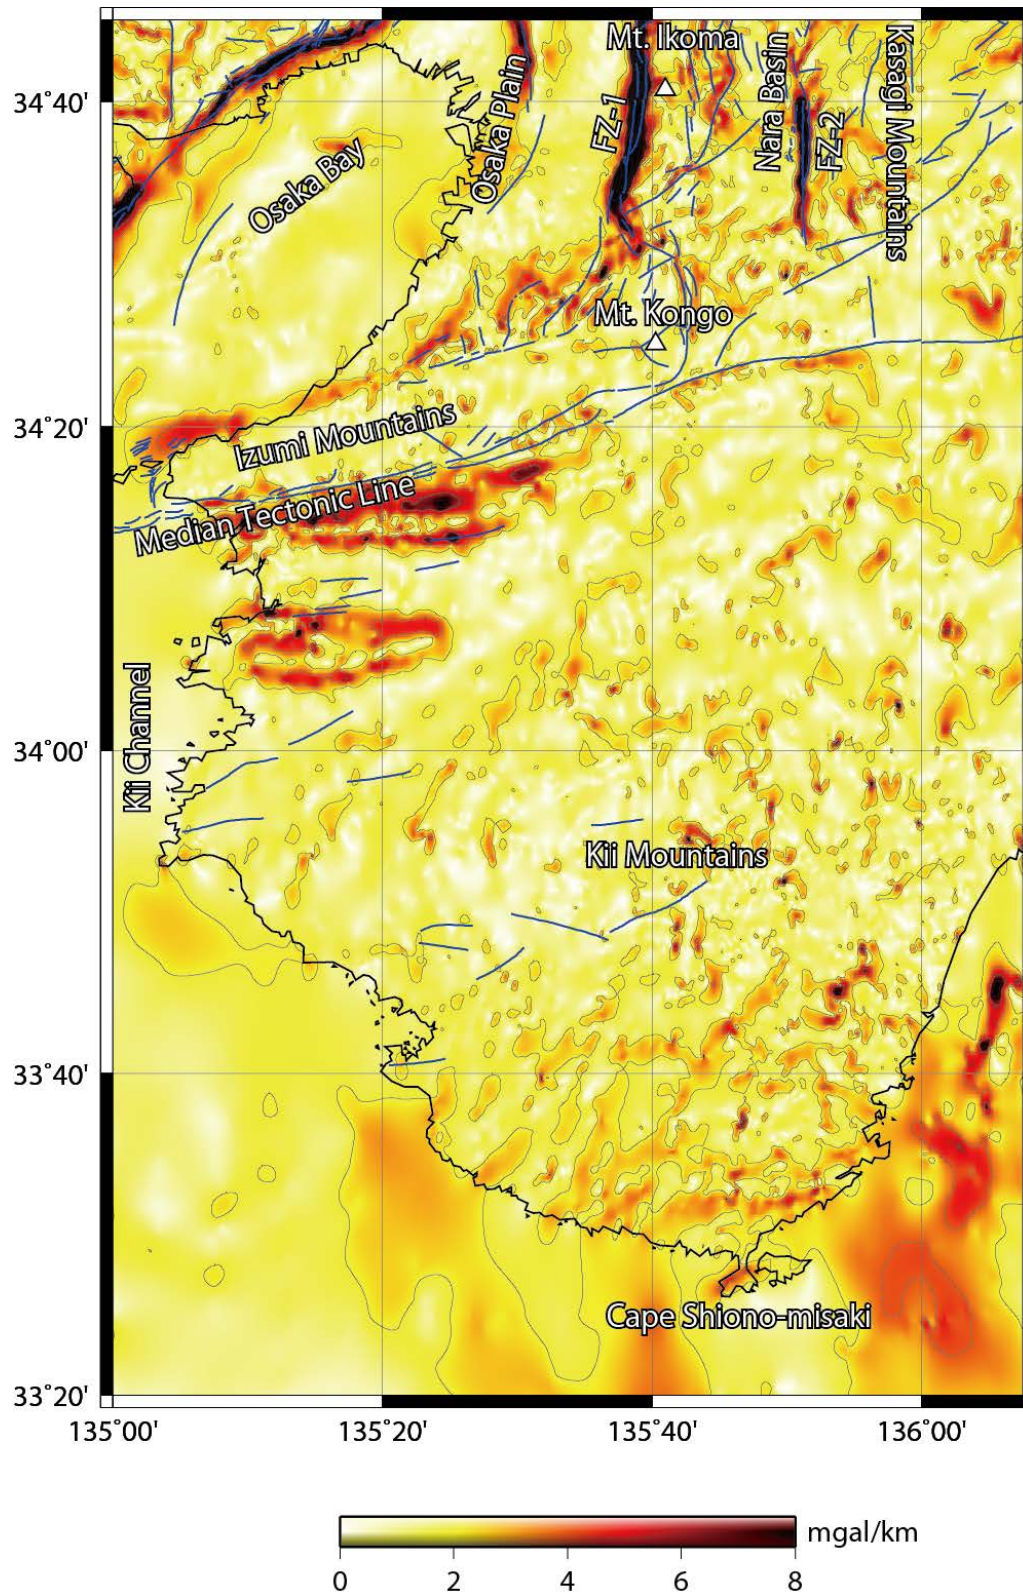 Mt. Ikoma
Kasagi Mountains
Nara Basin
34°40'
Osaka Plain
FZ-1
FZ-2
Osaka Bay
Mt. Kongo
34°20'
Izumi Mountains
Median Tectonic Line
Kii Channel
34°00'
Kii Mountains
33°40'
Cape Shiono-misaki
33°20'
135°00' 135°20' 135°40' 136°00'
mgal/km
0 2 4 6 8